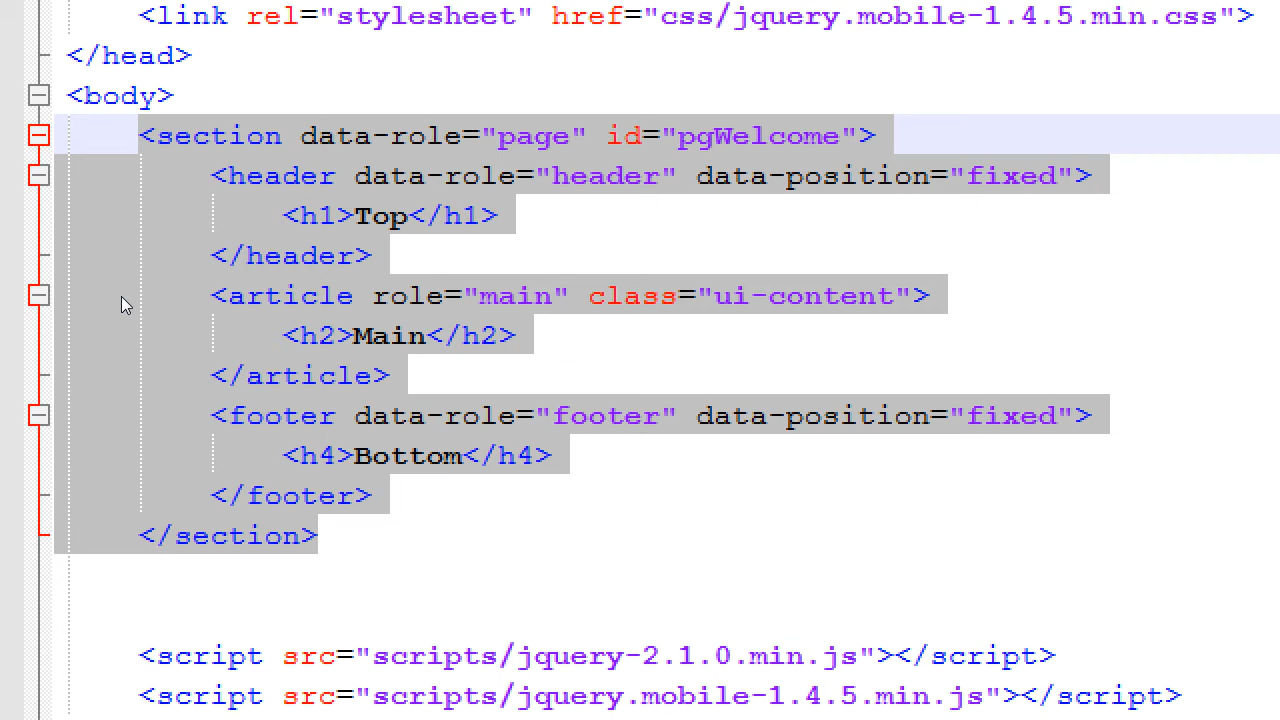 <link rel="stylesheet" href="css/jquery.mobile-1.4.5.min.css">
</head>
<body>
<section data-role="page" id="pgWelcome">
<header data-role="header" data-position="fixed">
<h1>Top</h1>
</header>
<article role="main" class="ui-content">
<h2>Main</h2>
</article>
<footer data-role="footer" data-position="fixed">
<h4>Bottom</h4>
</footer>
</section>
<script src="scripts/jquery-2.1.0.min.js"></script>
<script src="scripts/jquery.mobile-1.4.5.min.js"></script>